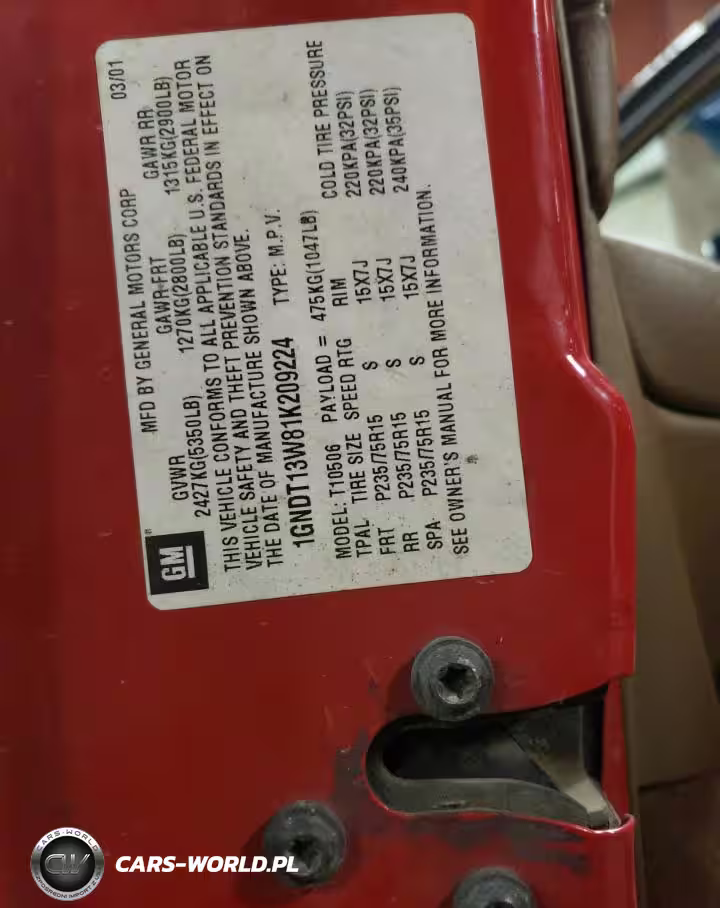 MFD BY GENERAL MOTORS CORP 03/01
GVWR GAWR FRT GAWR RR
2427KG(5350LB) 1270KG(2800LB) 1315KG(2900LB)
THIS VEHICLE CONFORMS TO ALL APPLICABLE U.S. FEDERAL MOTOR
VEHICLE SAFETY AND THEFT PREVENTION STANDARDS IN EFFECT ON
THE DATE OF MANUFACTURE SHOWN ABOVE.
1GNDT13W81K209224 TYPE: M.P.V.
MODEL: T10506 PAYLOAD = 475KG(1047LB)
TPAL TIRE SIZE SPEED RTG RIM COLD TIRE PRESSURE
FRT P235/75R15 S 15X7J 220KPA(32PSI)
RR P235/75R15 S 15X7J 220KPA(32PSI)
SPA P235/75R15 S 15X7J 240KPA(35PSI)
SEE OWNER'S MANUAL FOR MORE INFORMATION.
GM®
CARS-WORLD
CW
CARS-WORLD.PL